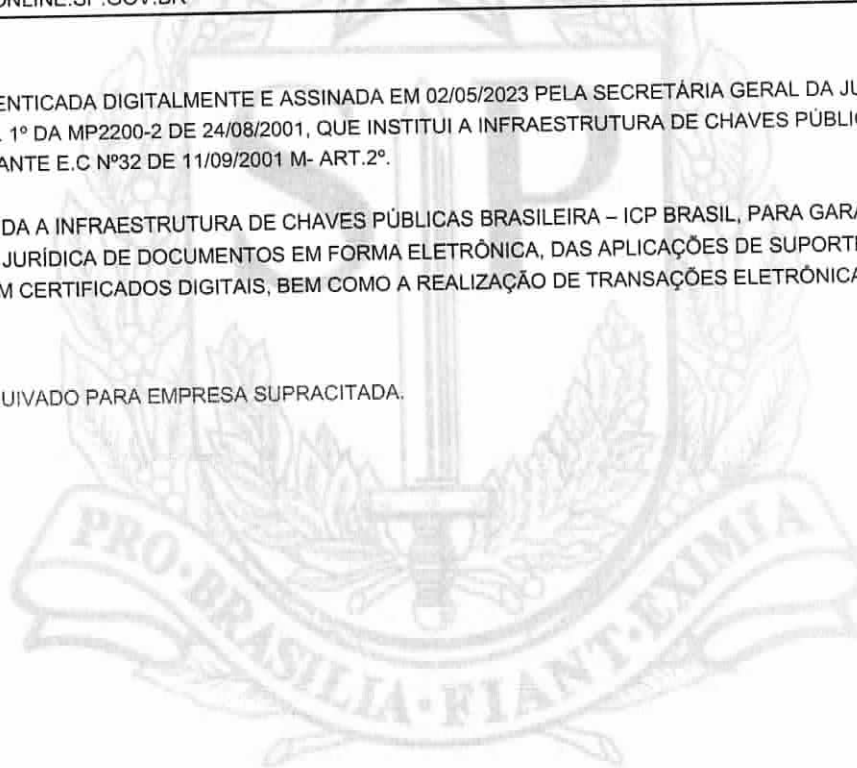 ONLINE.SP.GOV.BR
ENTICADA DIGITALMENTE E ASSINADA EM 02/05/2023 PELA SECRETÁRIA GERAL DA JU
. 1º DA MP2200-2 DE 24/08/2001, QUE INSTITUI A INFRAESTRUTURA DE CHAVES PÚBLIC
ANTE E.C Nº32 DE 11/09/2001 M- ART.2º.
DA A INFRAESTRUTURA DE CHAVES PÚBLICAS BRASILEIRA – ICP BRASIL, PARA GARA
JURÍDICA DE DOCUMENTOS EM FORMA ELETRÔNICA, DAS APLICAÇÕES DE SUPORTE
M CERTIFICADOS DIGITAIS, BEM COMO A REALIZAÇÃO DE TRANSAÇÕES ELETRÔNICA
UIVADO PARA EMPRESA SUPRACITADA.
SP
PRO·BRASILIA·FIANT·EXIMIA